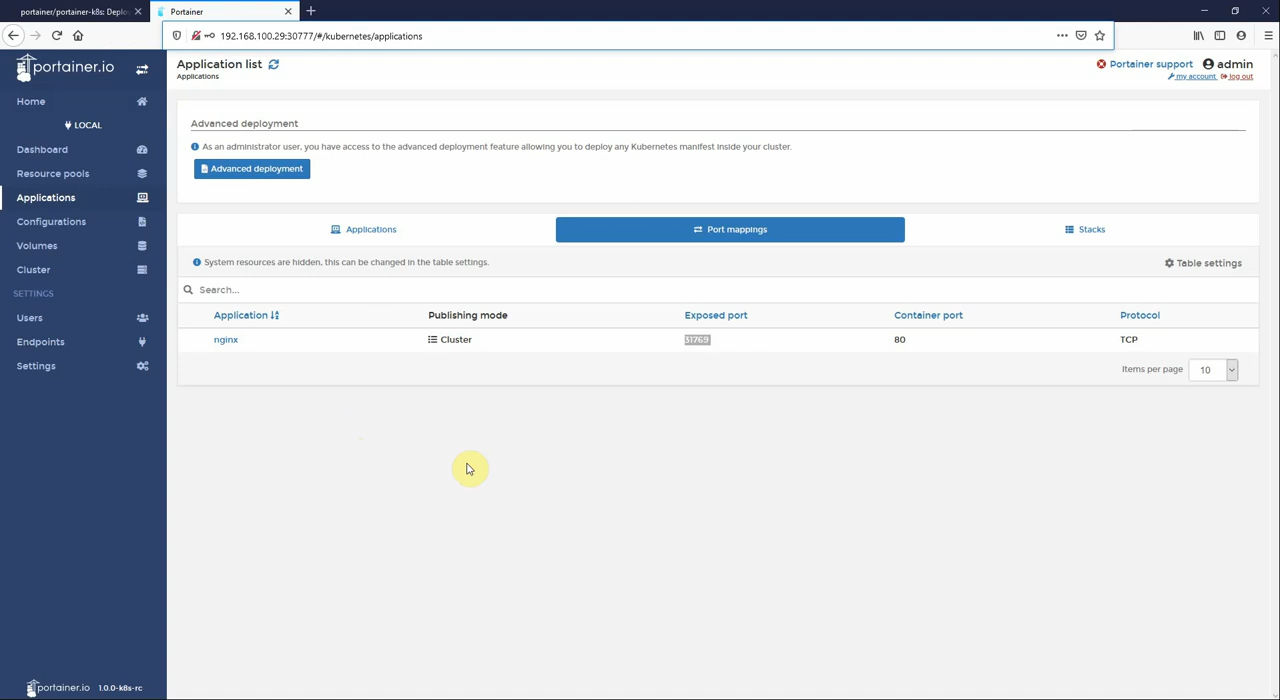 portainer/portainer-k8s: Deplo
Portainer
192.168.100.29:30777/#/kubernetes/applications
portainer.io
Home
LOCAL
Dashboard
Resource pools
Applications
Configurations
Volumes
Cluster
SETTINGS
Users
Endpoints
Settings
portainer.io 1.0.0-k8s-rc
Application list
Applications
Portainer support admin
my account log out
Advanced deployment
As an administrator user, you have access to the advanced deployment feature allowing you to deploy any Kubernetes manifest inside your cluster.
Advanced deployment
Applications Port mappings Stacks
System resources are hidden, this can be changed in the table settings. Table settings
Search...
Application Publishing mode Exposed port Container port Protocol
nginx Cluster 31769 80 TCP
Items per page 10